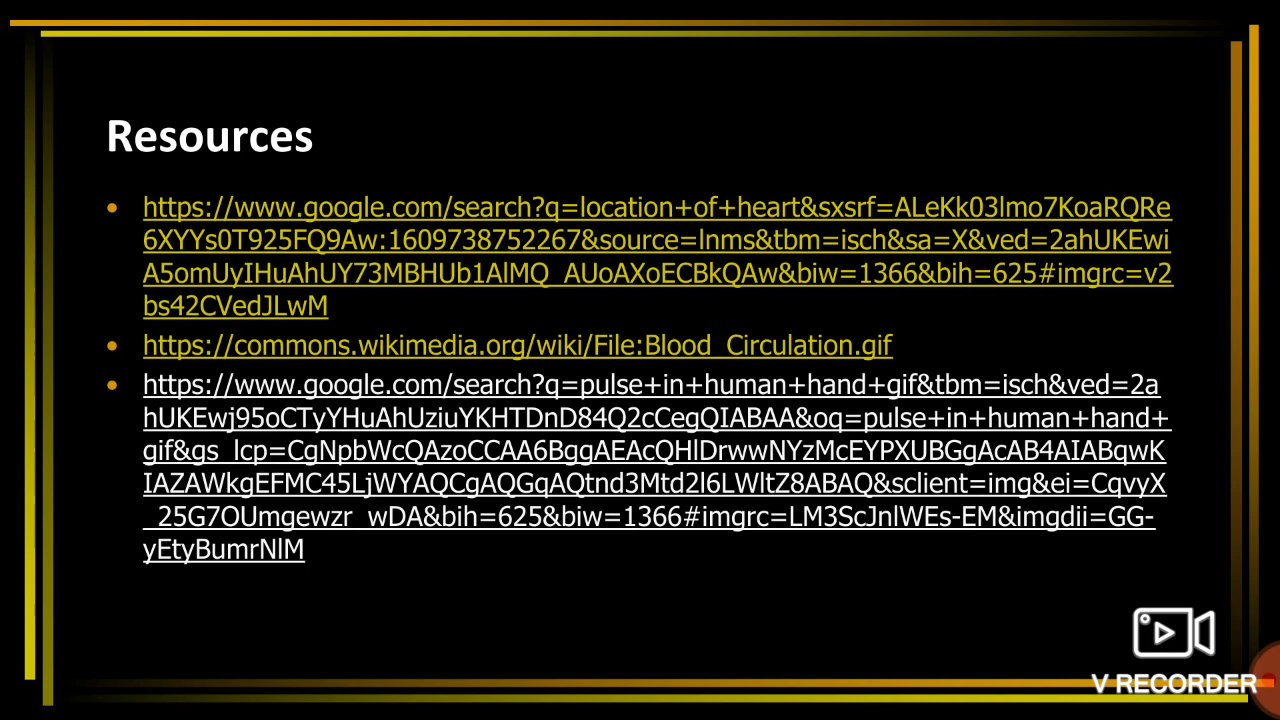 Resources
https://www.google.com/search?q=location+of+heart&sxsrf=ALeKk03lmo7KoaRQRe
6XYYs0T925FQ9Aw:1609738752267&source=lnms&tbm=isch&sa=X&ved=2ahUKEwi
A5omUyIHuAhUY73MBHUb1AlMQ_AUoAXoECBkQAw&biw=1366&bih=625#imgrc=v2
bs42CVedJLwM
https://commons.wikimedia.org/wiki/File:Blood_Circulation.gif
https://www.google.com/search?q=pulse+in+human+hand+gif&tbm=isch&ved=2a
hUKEwj95oCTyYHuAhUziuYKHTDnD84Q2cCegQIABAA&oq=pulse+in+human+hand+
gif&gs_lcp=CgNpbWcQAzoCCAA6BggAEAcQHlDrwwNYzMcEYPXUBGgAcAB4AIABqwK
IAZAWkgEFMC45LjWYAQCgAQGqAQtnd3Mtd2l6LWltZ8ABAQ&sclient=img&ei=CqvyX
_25G7OUmgewzr_wDA&bih=625&biw=1366#imgrc=LM3ScJnlWEs-EM&imgdii=GG-
yEtyBumrNlM
V RECORDER